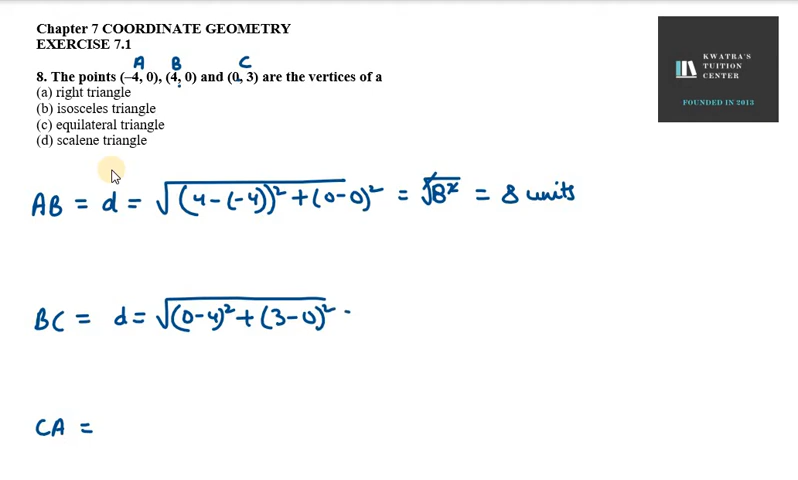 Chapter 7 COORDINATE GEOMETRY
EXERCISE 7.1
A B C
8. The points (–4, 0), (4, 0) and (0, 3) are the vertices of a
(a) right triangle
(b) isosceles triangle
(c) equilateral triangle
(d) scalene triangle
KWATRA'S
TUITION
CENTER
FOUNDED IN 2013
AB = d = √(4-(-4))² + (0-0)² = √8² = 8 units
BC = d = √(0-4)² + (3-0)² .
CA =